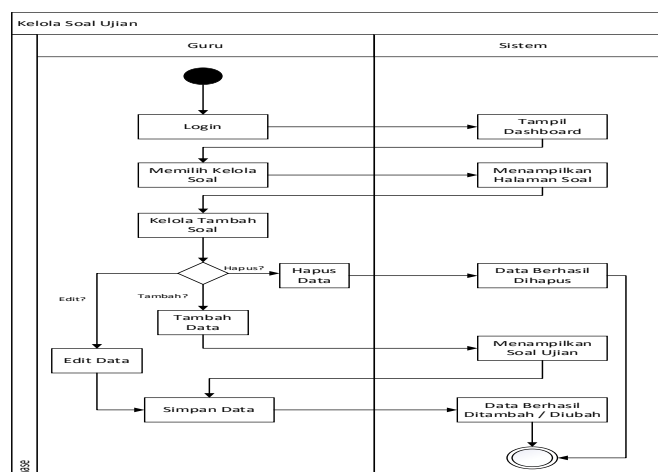 Kelola Soal Ujian
Guru
Sistem
Login
Tampil
Dashboard
Memilih Kelola
Soal
Menampilkan
Halaman Soal
Kelola Tambah
Soal
Hapus?
Hapus
Data
Data Berhasil
Dihapus
Edit?
Tambah?
Tambah
Data
Menampilkan
Soal Ujian
Edit Data
Simpan Data
Data Berhasil
Ditambah / Diubah